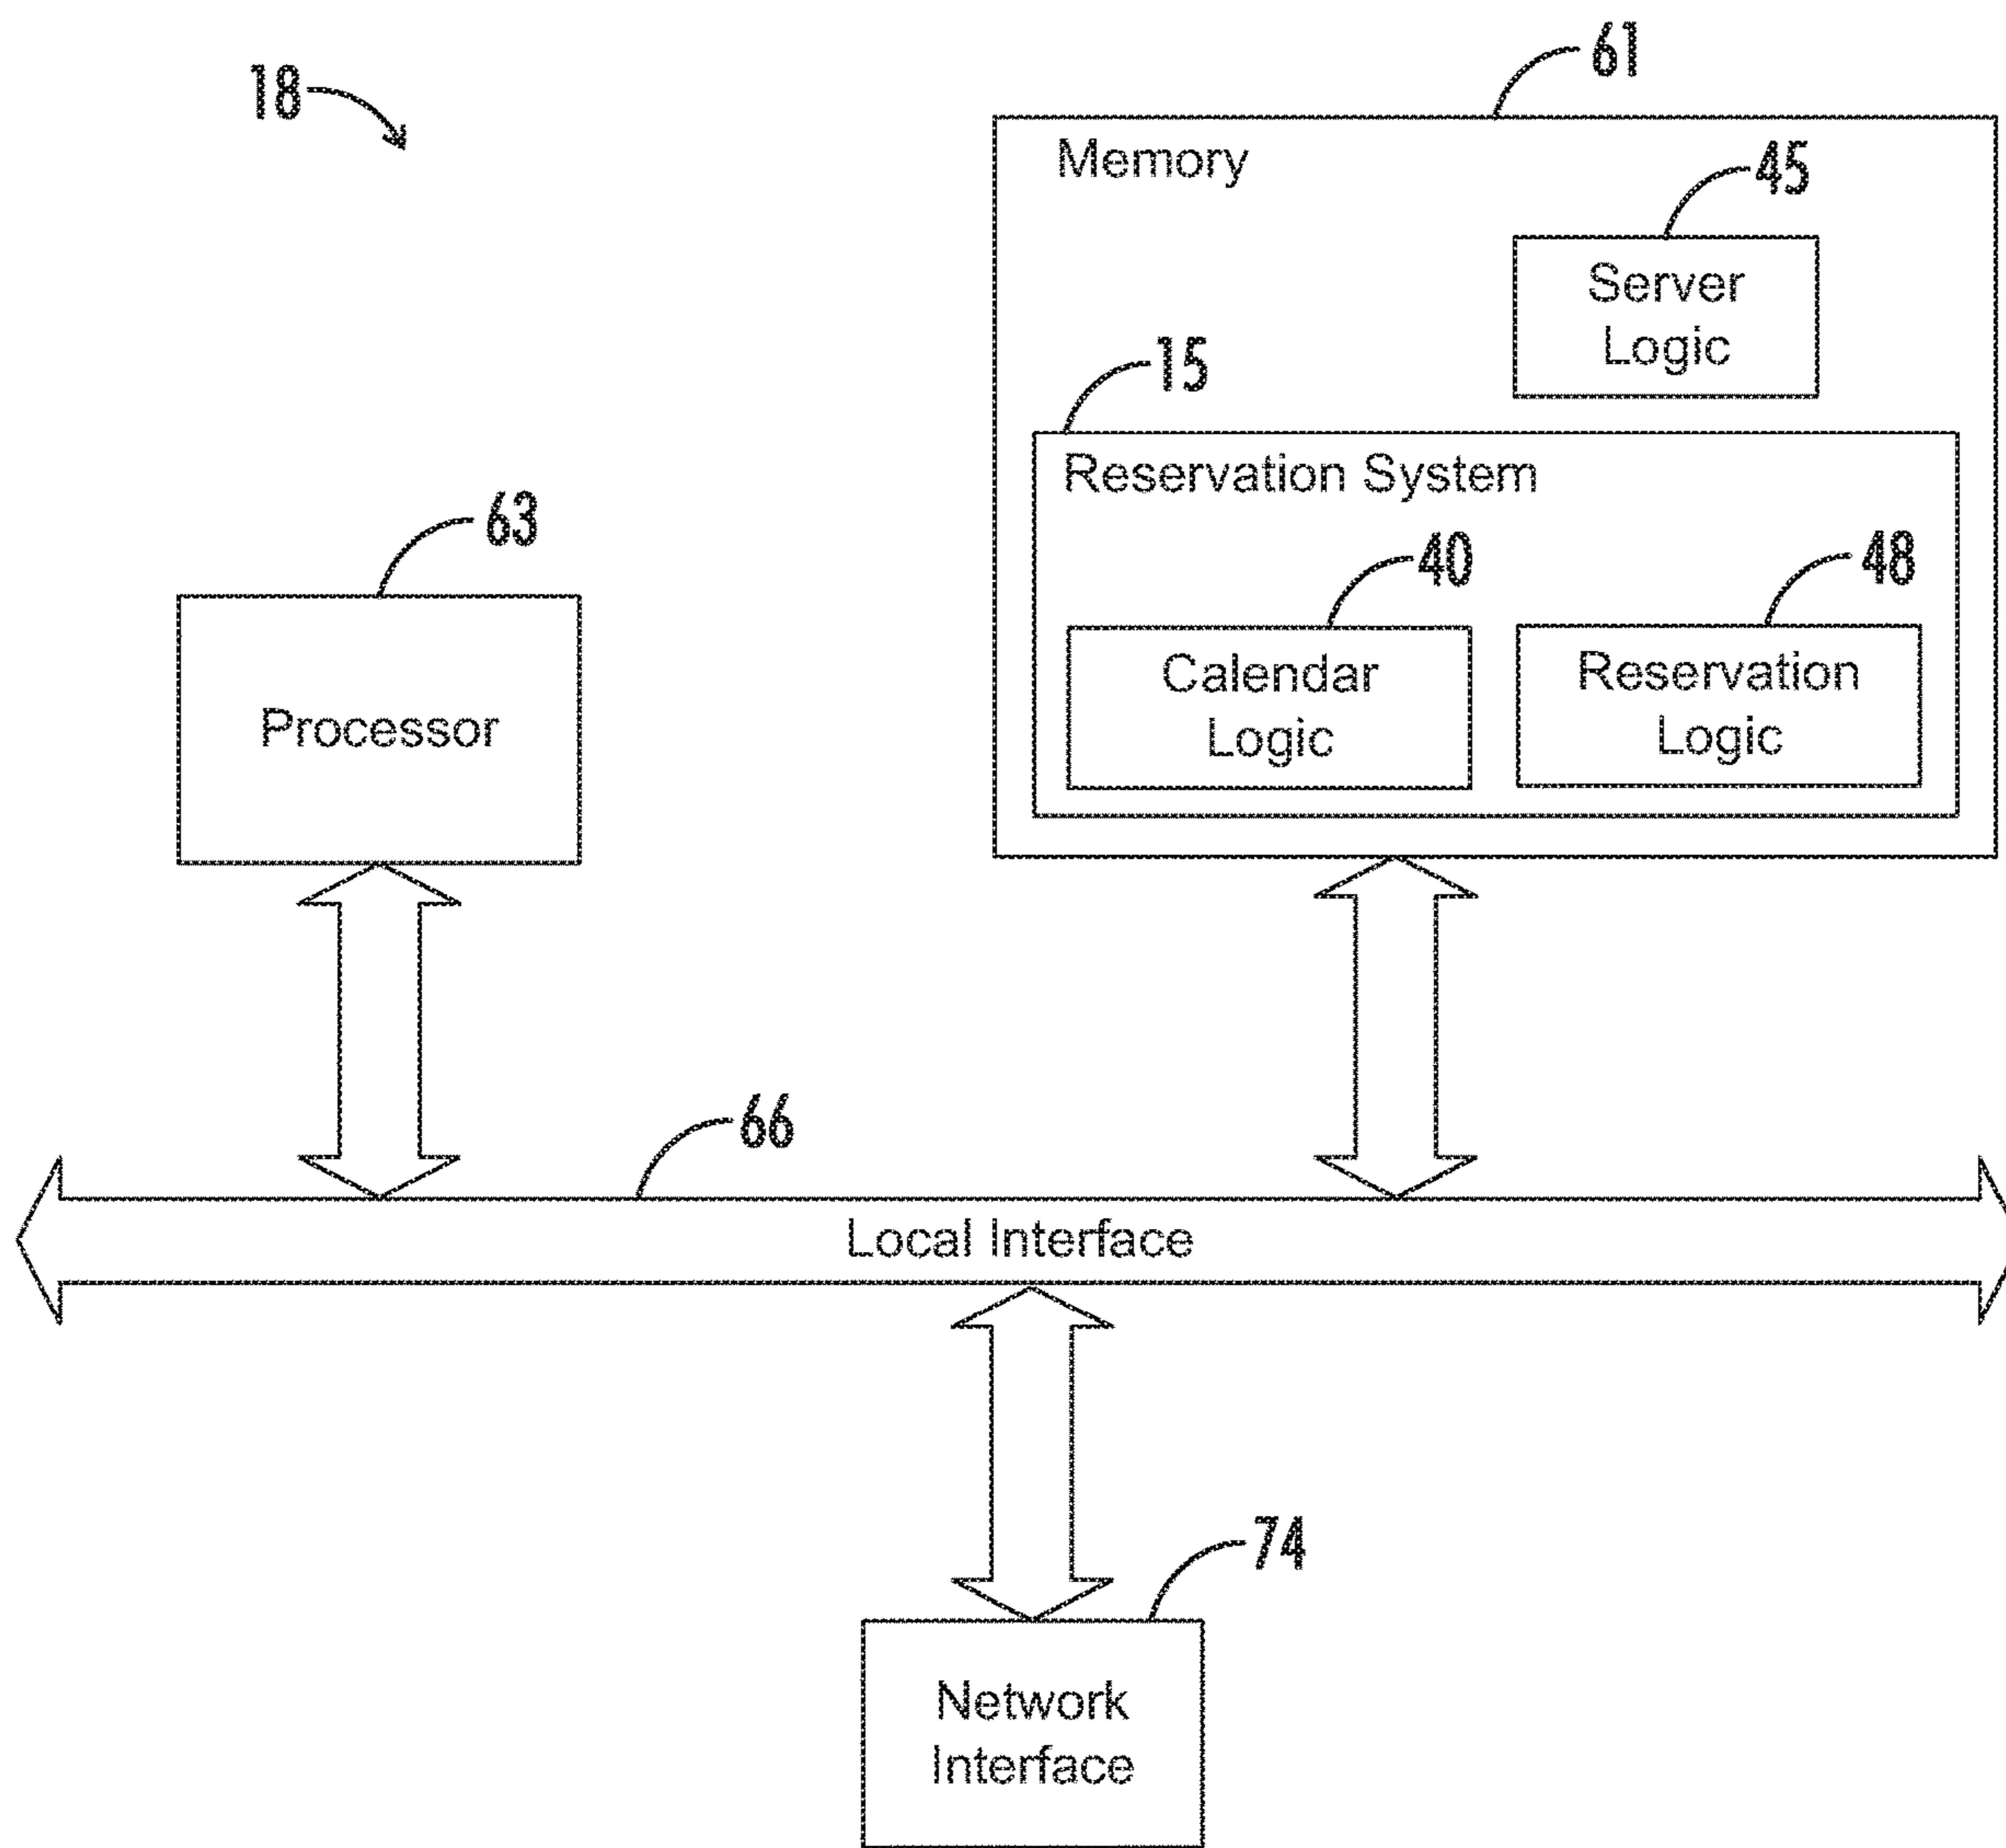 61
18
Memory
45
Server
Logic
15
Reservation System
63
40
48
Calendar
Logic
Reservation
Logic
Processor
66
Local Interface
74
Network
Interface